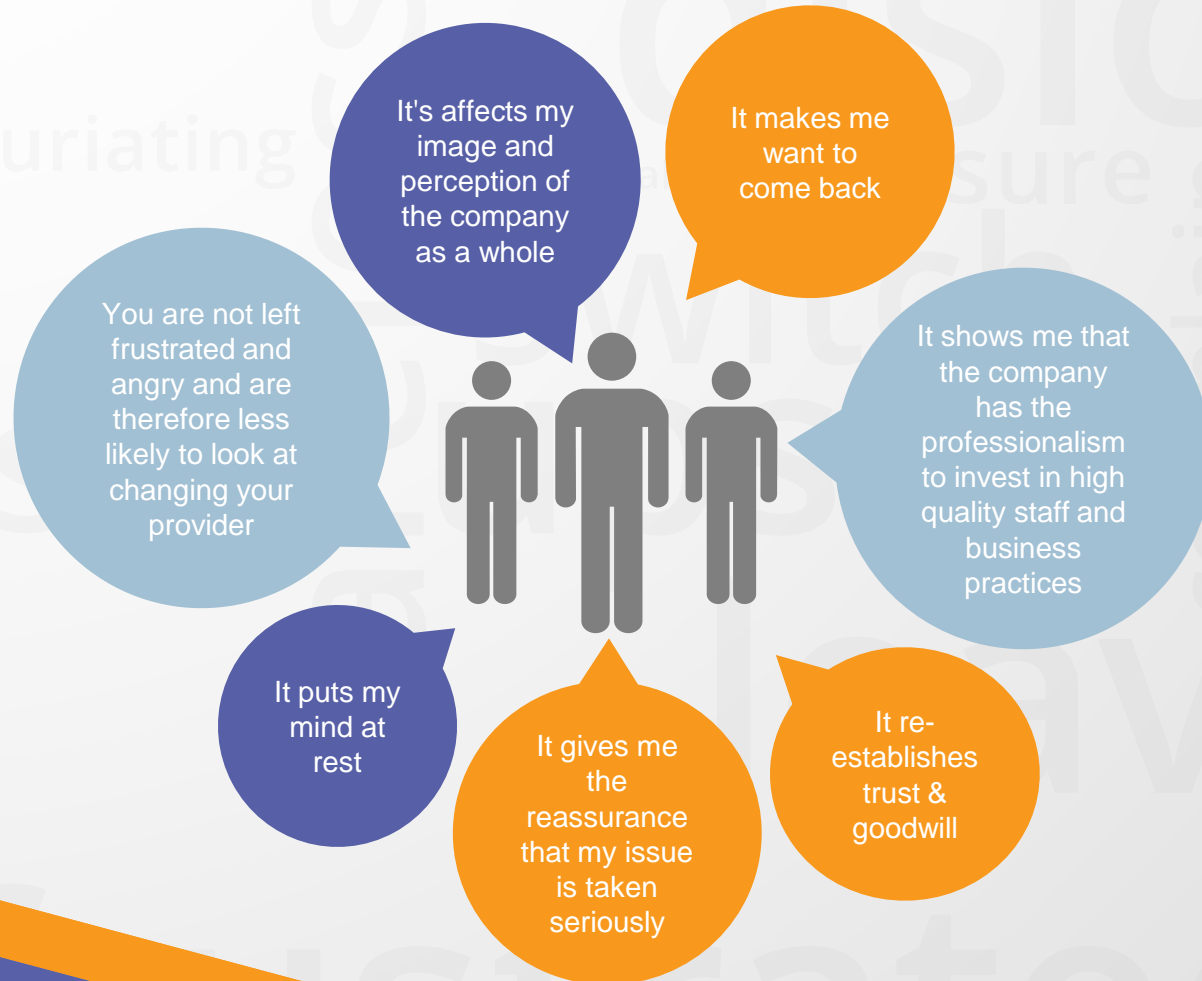 It's affects my
image and
perception of
the company
as a whole
It makes me
want to
come back
You are not left
frustrated and
angry and are
therefore less
likely to look at
changing your
provider
It shows me that
the company
has the
professionalism
to invest in high
quality staff and
business
practices
It puts my
mind at
rest
It gives me
the
reassurance
that my issue
is taken
seriously
It re-
establishes
trust &
goodwill
uriating
sure
switch